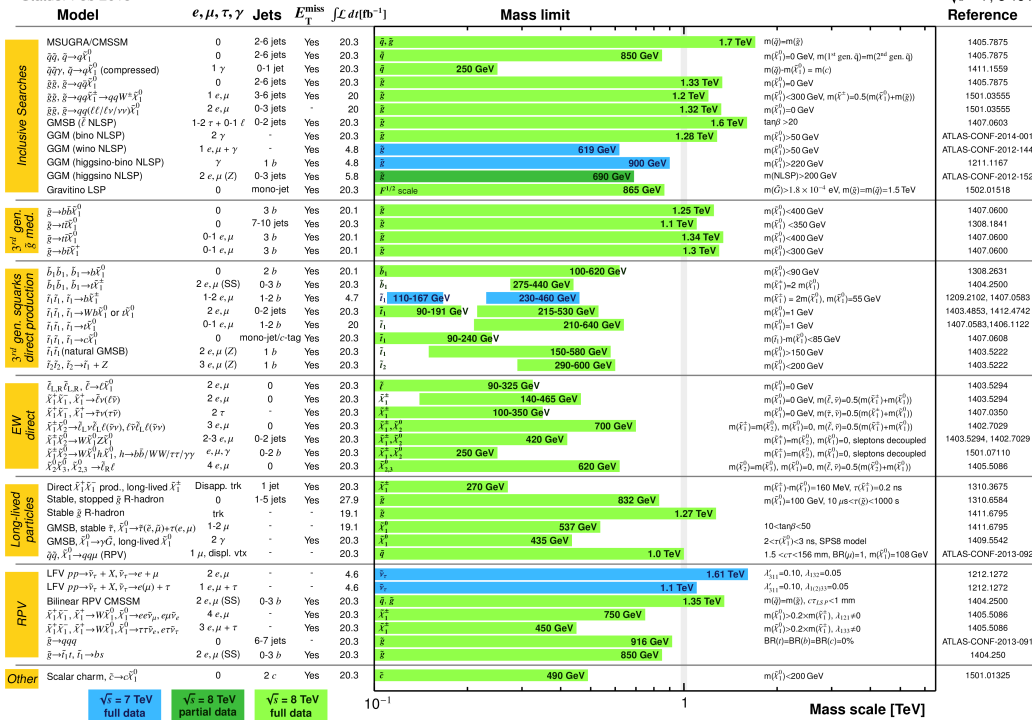 Model e, μ, τ, γ Jets E_T^miss ∫ℒ dt[fb⁻¹] Mass limit Reference
Inclusive Searches
MSUGRA/CMSSM 0 2-6 jets Yes 20.3 q̃, g̃ 1.7 TeV m(q̃)=m(g̃) 1405.7875
q̃q̃, q̃→qχ̃₁⁰ 0 2-6 jets Yes 20.3 q̃ 850 GeV m(χ̃₁⁰)=0 GeV, m(1ˢᵗ gen. q̃)=m(2ⁿᵈ gen. q̃) 1405.7875
q̃q̃γ, q̃→qχ̃₁⁰ (compressed) 1 γ 0-1 jet Yes 20.3 q̃ 250 GeV m(q̃)-m(χ̃₁⁰) = m(c) 1411.1559
g̃g̃, g̃→qq̄χ̃₁⁰ 0 2-6 jets Yes 20.3 g̃ 1.33 TeV m(χ̃₁⁰)=0 GeV 1405.7875
g̃g̃, g̃→qqχ̃₁±→qqW±χ̃₁⁰ 1 e, μ 3-6 jets Yes 20 g̃ 1.2 TeV m(χ̃₁⁰)<300 GeV, m(χ̃±)=0.5(m(χ̃₁⁰)+m(g̃)) 1501.03555
g̃g̃, g̃→qq(ℓℓ/ℓν/νν)χ̃₁⁰ 2 e, μ 0-3 jets - 20 g̃ 1.32 TeV m(χ̃₁⁰)=0 GeV 1501.03555
GMSB (ℓ̃ NLSP) 1-2 τ + 0-1 ℓ 0-2 jets Yes 20.3 g̃ 1.6 TeV tanβ >20 1407.0603
GGM (bino NLSP) 2 γ - Yes 20.3 g̃ 1.28 TeV m(χ̃₁⁰)>50 GeV ATLAS-CONF-2014-001
GGM (wino NLSP) 1 e, μ + γ - Yes 4.8 g̃ 619 GeV m(χ̃₁⁰)>50 GeV ATLAS-CONF-2012-144
GGM (higgsino-bino NLSP) γ 1 b Yes 4.8 g̃ 900 GeV m(χ̃₁⁰)>220 GeV 1211.1167
GGM (higgsino NLSP) 2 e, μ (Z) 0-3 jets Yes 5.8 g̃ 690 GeV m(NLSP)>200 GeV ATLAS-CONF-2012-152
Gravitino LSP 0 mono-jet Yes 20.3 F^1/2 scale 865 GeV m(G̃)>1.8 × 10⁻⁴ eV, m(g̃)=m(q̃)=1.5 TeV 1502.01518
3ʳᵈ gen. g̃ med.
g̃→bb̄χ̃₁⁰ 0 3 b Yes 20.1 g̃ 1.25 TeV m(χ̃₁⁰)<400 GeV 1407.0600
g̃→tt̄χ̃₁⁰ 0 7-10 jets Yes 20.3 g̃ 1.1 TeV m(χ̃₁⁰) <350 GeV 1308.1841
g̃→tt̄χ̃₁⁰ 0-1 e, μ 3 b Yes 20.1 g̃ 1.34 TeV m(χ̃₁⁰)<400 GeV 1407.0600
g̃→bt̄χ̃₁⁺ 0-1 e, μ 3 b Yes 20.1 g̃ 1.3 TeV m(χ̃₁⁰)<300 GeV 1407.0600
3ʳᵈ gen. squarks direct production
b̃₁b̃₁, b̃₁→bχ̃₁⁰ 0 2 b Yes 20.1 b̃₁ 100-620 GeV m(χ̃₁⁰)<90 GeV 1308.2631
b̃₁b̃₁, b̃₁→tχ̃₁± 2 e, μ (SS) 0-3 b Yes 20.3 b̃₁ 275-440 GeV m(χ̃₁±)=2 m(χ̃₁⁰) 1404.2500
t̃₁t̃₁, t̃₁→bχ̃₁± 1-2 e, μ 1-2 b Yes 4.7 t̃₁ 110-167 GeV 230-460 GeV m(χ̃₁±) = 2m(χ̃₁⁰), m(χ̃₁⁰)=55 GeV 1209.2102, 1407.0583
t̃₁t̃₁, t̃₁→Wbχ̃₁⁰ or tχ̃₁⁰ 2 e, μ 0-2 jets Yes 20.3 t̃₁ 90-191 GeV 215-530 GeV m(χ̃₁⁰)=1 GeV 1403.4853, 1412.4742
t̃₁t̃₁, t̃₁→tχ̃₁⁰ 0-1 e, μ 1-2 b Yes 20 t̃₁ 210-640 GeV m(χ̃₁⁰)=1 GeV 1407.0583,1406.1122
t̃₁t̃₁, t̃₁→cχ̃₁⁰ 0 mono-jet/c-tag Yes 20.3 t̃₁ 90-240 GeV m(t̃₁)-m(χ̃₁⁰)<85 GeV 1407.0608
t̃₁t̃₁(natural GMSB) 2 e, μ (Z) 1 b Yes 20.3 t̃₁ 150-580 GeV m(χ̃₁⁰)>150 GeV 1403.5222
t̃₂t̃₂, t̃₂→t̃₁ + Z 3 e, μ (Z) 1 b Yes 20.3 t̃₂ 290-600 GeV m(χ̃₁⁰)<200 GeV 1403.5222
EW direct
ℓ̃L,Rℓ̃L,R, ℓ̃→ℓχ̃₁⁰ 2 e, μ 0 Yes 20.3 ℓ̃ 90-325 GeV m(χ̃₁⁰)=0 GeV 1403.5294
χ̃₁⁺χ̃₁⁻, χ̃₁⁺→ℓ̃ν(ℓν̃) 2 e, μ 0 Yes 20.3 χ̃₁± 140-465 GeV m(χ̃₁⁰)=0 GeV, m(ℓ̃, ν̃)=0.5(m(χ̃₁±)+m(χ̃₁⁰)) 1403.5294
χ̃₁⁺χ̃₁⁻, χ̃₁⁺→τ̃ν(τν̃) 2 τ - Yes 20.3 χ̃₁± 100-350 GeV m(χ̃₁⁰)=0 GeV, m(τ̃, ν̃)=0.5(m(χ̃₁±)+m(χ̃₁⁰)) 1407.0350
χ̃₁±χ̃₂⁰→ℓ̃Lνℓ̃Lℓ(ν̃ν), ℓν̃ℓ̃Lℓ(ν̃ν) 3 e, μ 0 Yes 20.3 χ̃₁±, χ̃₂⁰ 700 GeV m(χ̃₁±)=m(χ̃₂⁰), m(χ̃₁⁰)=0, m(ℓ̃, ν̃)=0.5(m(χ̃₁±)+m(χ̃₁⁰)) 1402.7029
χ̃₁±χ̃₂⁰→Wχ̃₁⁰Zχ̃₁⁰ 2-3 e, μ 0-2 jets Yes 20.3 χ̃₁±, χ̃₂⁰ 420 GeV m(χ̃₁±)=m(χ̃₂⁰), m(χ̃₁⁰)=0, sleptons decoupled 1403.5294, 1402.7029
χ̃₁±χ̃₂⁰→Wχ̃₁⁰hχ̃₁⁰, h→bb̄/WW/ττ/γγ e, μ, γ 0-2 b Yes 20.3 χ̃₁±, χ̃₂⁰ 250 GeV m(χ̃₁±)=m(χ̃₂⁰), m(χ̃₁⁰)=0, sleptons decoupled 1501.07110
χ̃₂⁰χ̃₃⁰, χ̃₂,₃⁰→ℓ̃Rℓ 4 e, μ 0 Yes 20.3 χ̃₂,₃⁰ 620 GeV m(χ̃₂⁰)=m(χ̃₃⁰), m(χ̃₁⁰)=0, m(ℓ̃, ν̃)=0.5(m(χ̃₂⁰)+m(χ̃₁⁰)) 1405.5086
Long-lived particles
Direct χ̃₁⁺χ̃₁⁻ prod., long-lived χ̃₁± Disapp. trk 1 jet Yes 20.3 χ̃₁± 270 GeV m(χ̃₁±)-m(χ̃₁⁰)=160 MeV, τ(χ̃₁±)=0.2 ns 1310.3675
Stable, stopped g̃ R-hadron 0 1-5 jets Yes 27.9 g̃ 832 GeV m(χ̃₁⁰)=100 GeV, 10 μs<τ(g̃)<1000 s 1310.6584
Stable g̃ R-hadron trk - - 19.1 g̃ 1.27 TeV 1411.6795
GMSB, stable τ̃, χ̃₁⁰→τ̃(ẽ, μ̃)+τ(e, μ) 1-2 μ - - 19.1 χ̃₁⁰ 537 GeV 10<tanβ<50 1411.6795
GMSB, χ̃₁⁰→γG̃, long-lived χ̃₁⁰ 2 γ - Yes 20.3 χ̃₁⁰ 435 GeV 2<τ(χ̃₁⁰)<3 ns, SPS8 model 1409.5542
q̃q̃, χ̃₁⁰→qqμ (RPV) 1 μ, displ. vtx - - 20.3 q̃ 1.0 TeV 1.5 <cτ<156 mm, BR(μ)=1, m(χ̃₁⁰)=108 GeV ATLAS-CONF-2013-092
RPV
LFV pp→ν̃τ + X, ν̃τ→e + μ 2 e, μ - - 4.6 ν̃τ 1.61 TeV λ′₃₁₁=0.10, λ₁₃₂=0.05 1212.1272
LFV pp→ν̃τ + X, ν̃τ→e(μ) + τ 1 e, μ + τ - - 4.6 ν̃τ 1.1 TeV λ′₃₁₁=0.10, λ₁₍₂₎₃₃=0.05 1212.1272
Bilinear RPV CMSSM 2 e, μ (SS) 0-3 b Yes 20.3 q̃, g̃ 1.35 TeV m(q̃)=m(g̃), cτLSP<1 mm 1404.2500
χ̃₁⁺χ̃₁⁻, χ̃₁⁺→Wχ̃₁⁰, χ̃₁⁰→eeν̃μ, eμν̃e 4 e, μ - Yes 20.3 χ̃₁± 750 GeV m(χ̃₁⁰)>0.2×m(χ̃₁±), λ₁₂₁≠0 1405.5086
χ̃₁⁺χ̃₁⁻, χ̃₁⁺→Wχ̃₁⁰, χ̃₁⁰→ττν̃e, eτν̃τ 3 e, μ + τ - Yes 20.3 χ̃₁± 450 GeV m(χ̃₁⁰)>0.2×m(χ̃₁±), λ₁₃₃≠0 1405.5086
g̃→qqq 0 6-7 jets - 20.3 g̃ 916 GeV BR(t)=BR(b)=BR(c)=0% ATLAS-CONF-2013-091
g̃→t̃₁t, t̃₁→bs 2 e, μ (SS) 0-3 b Yes 20.3 g̃ 850 GeV 1404.250
Other
Scalar charm, c̃→cχ̃₁⁰ 0 2 c Yes 20.3 c̃ 490 GeV m(χ̃₁⁰)<200 GeV 1501.01325
√s = 7 TeV full data
√s = 8 TeV partial data
√s = 8 TeV full data
10⁻¹ 1 Mass scale [TeV]